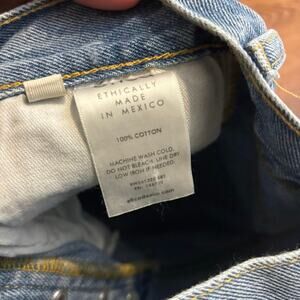 ETHICALLY
MADE
IN MEXICO
100% COTTON
MACHINE WASH COLD,
DO NOT BLEACH, LINE DRY
LOW IRON IF NEEDED.